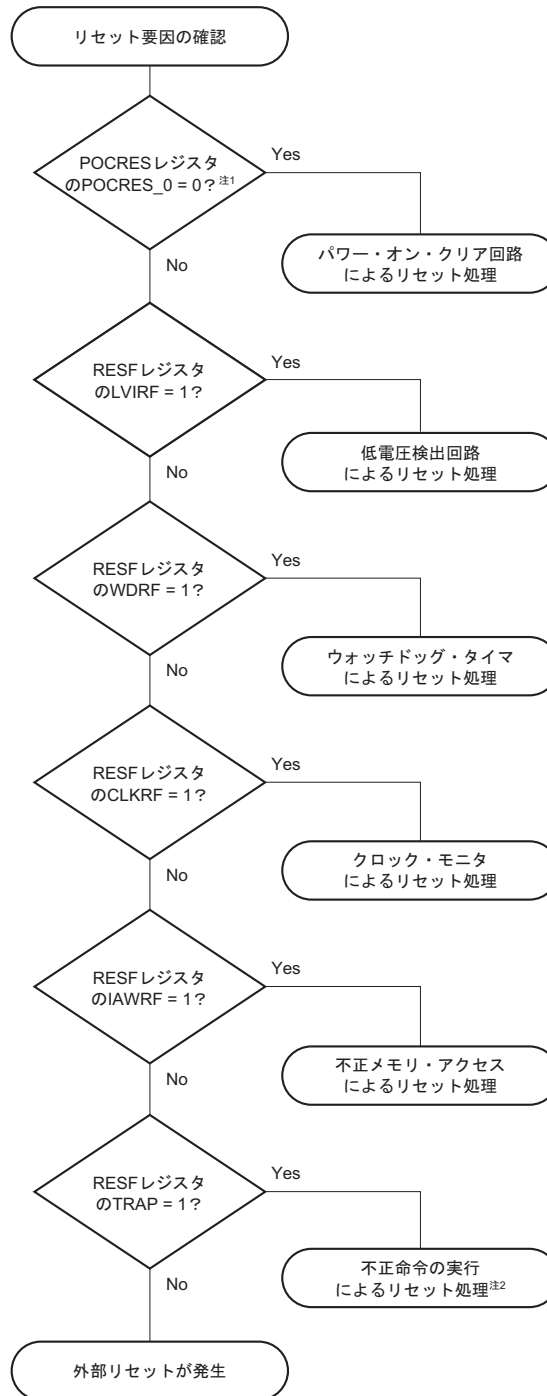 リセット要因の確認
POCRESレジスタ
のPOCRES_0 = 0？注1
Yes
パワー・オン・クリア回路
によるリセット処理
No
RESFレジスタ
のLVIRF = 1？
Yes
低電圧検出回路
によるリセット処理
No
RESFレジスタ
のWDRF = 1？
Yes
ウォッチドッグ・タイマ
によるリセット処理
No
RESFレジスタ
のCLKRF = 1？
Yes
クロック・モニタ
によるリセット処理
No
RESFレジスタ
のIAWRF = 1？
Yes
不正メモリ・アクセス
によるリセット処理
No
RESFレジスタ
のTRAP = 1？
Yes
不正命令の実行
によるリセット処理注2
No
外部リセットが発生